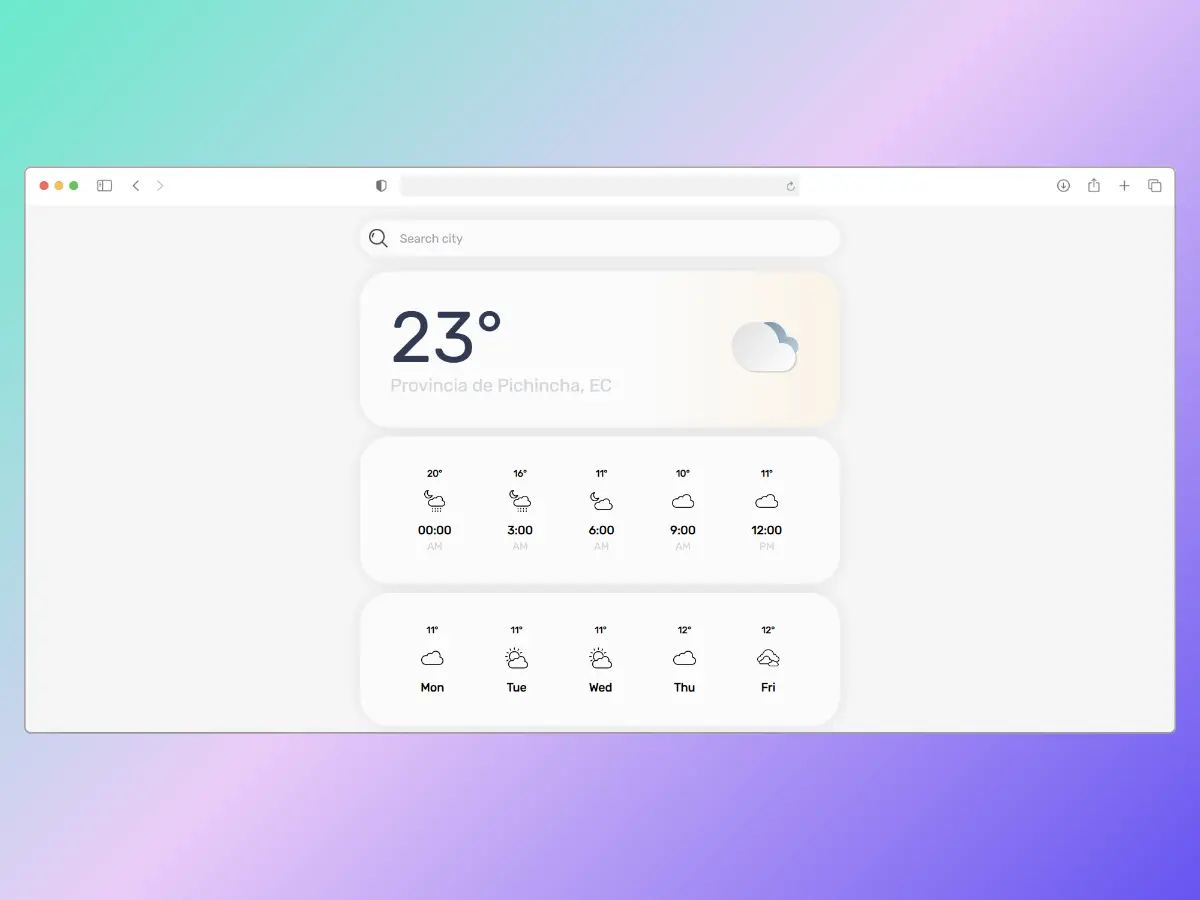 Search city
23°
Provincia de Pichincha, EC
20° 16° 11° 10° 11°
00:00 3:00 6:00 9:00 12:00
AM AM AM AM PM
11° 11° 11° 12° 12°
Mon Tue Wed Thu Fri